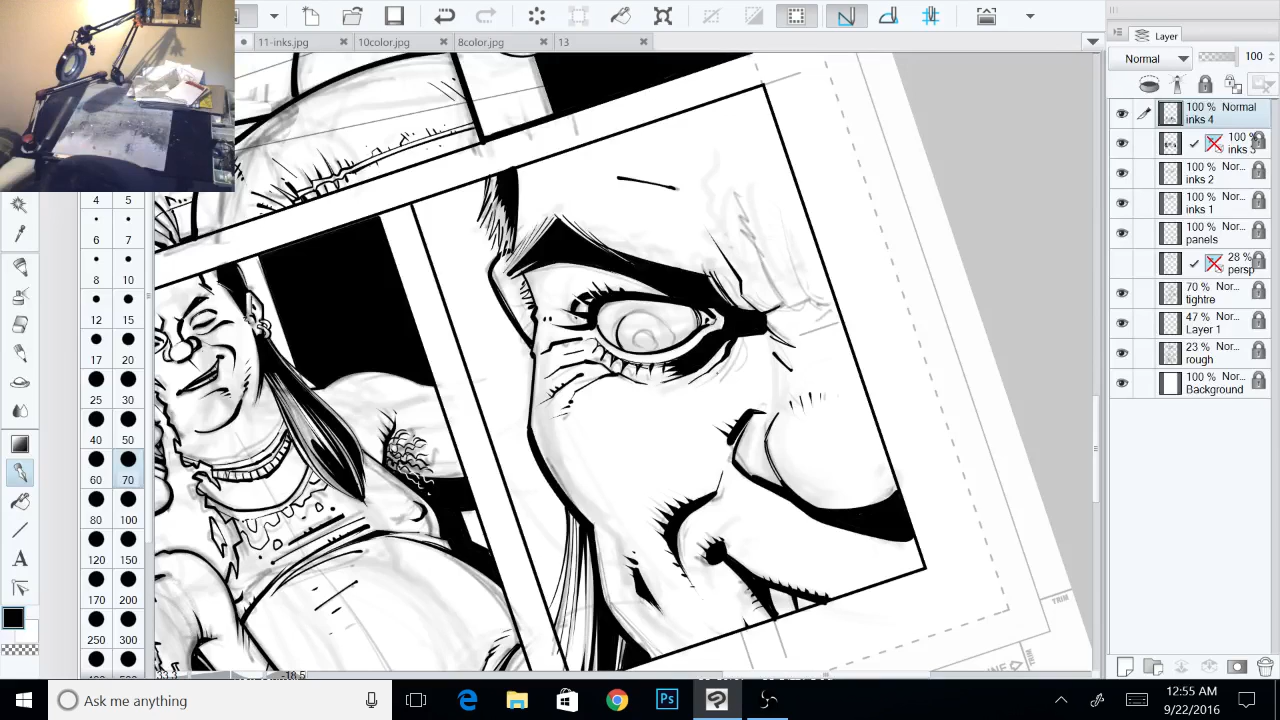 11-inks.jpg
10color.jpg
8color.jpg
13
Layer
Normal
100
100 % Normal
inks 4
100 %
inks
100 % Nor...
inks 2
100 % Nor...
inks 1
100 % Nor...
panels
28 %
persp
70 % Nor...
tightre
47 % Nor...
Layer 1
23 % Nor...
rough
100 % Nor...
Background
4 5
6 7
8 10
12 15
17 20
25 30
40 50
60 70
80 100
120 150
170 200
250 300
TRIM
33.3
-18.5
Ask me anything
12:55 AM
9/22/2016